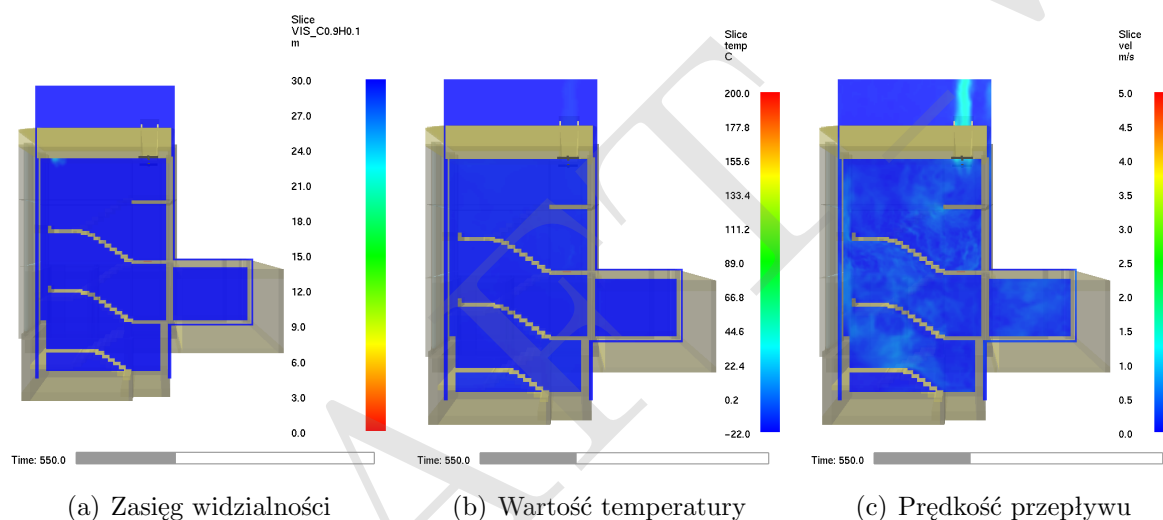 Slice
VIS_C0.9H0.1
m
30.0
27.0
24.0
21.0
18.0
15.0
12.0
9.0
6.0
3.0
0.0
Time: 550.0
(a) Zasięg widzialności
Slice
temp
C
200.0
177.8
155.6
133.4
111.2
89.0
66.8
44.6
22.4
0.2
−22.0
Time: 550.0
(b) Wartość temperatury
Slice
vel
m/s
5.0
4.5
4.0
3.5
3.0
2.5
2.0
1.5
1.0
0.5
0.0
Time: 550.0
(c) Prędkość przepływu